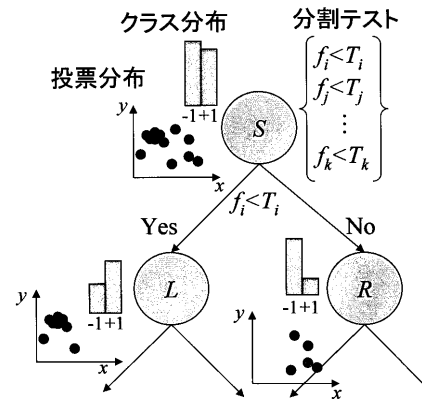 クラス分布
分割テスト
投票分布
f_i<T_i
f_j<T_j
⋮
f_k<T_k
-1+1
S
y
x
Yes
f_i<T_i
No
-1+1
L
y
x
-1+1
R
y
x